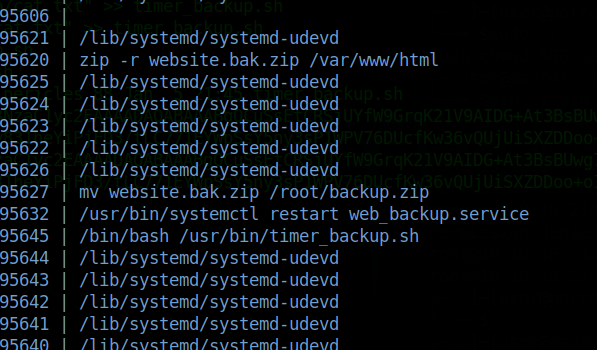 cat txt" >> timer_backup.sh
95606 |
95621 | /lib/systemd/systemd-udevd
95620 | zip -r website.bak.zip /var/www/html
95625 | /lib/systemd/systemd-udevd
95624 | /lib/systemd/systemd-udevd
95623 | /lib/systemd/systemd-udevd
95622 | /lib/systemd/systemd-udevd
95626 | /lib/systemd/systemd-udevd
95627 | mv website.bak.zip /root/backup.zip
95632 | /usr/bin/systemctl restart web_backup.service
95645 | /bin/bash /usr/bin/timer_backup.sh
95644 | /lib/systemd/systemd-udevd
95643 | /lib/systemd/systemd-udevd
95642 | /lib/systemd/systemd-udevd
95641 | /lib/systemd/systemd-udevd
95640 | /lib/systemd/systemd-udevd